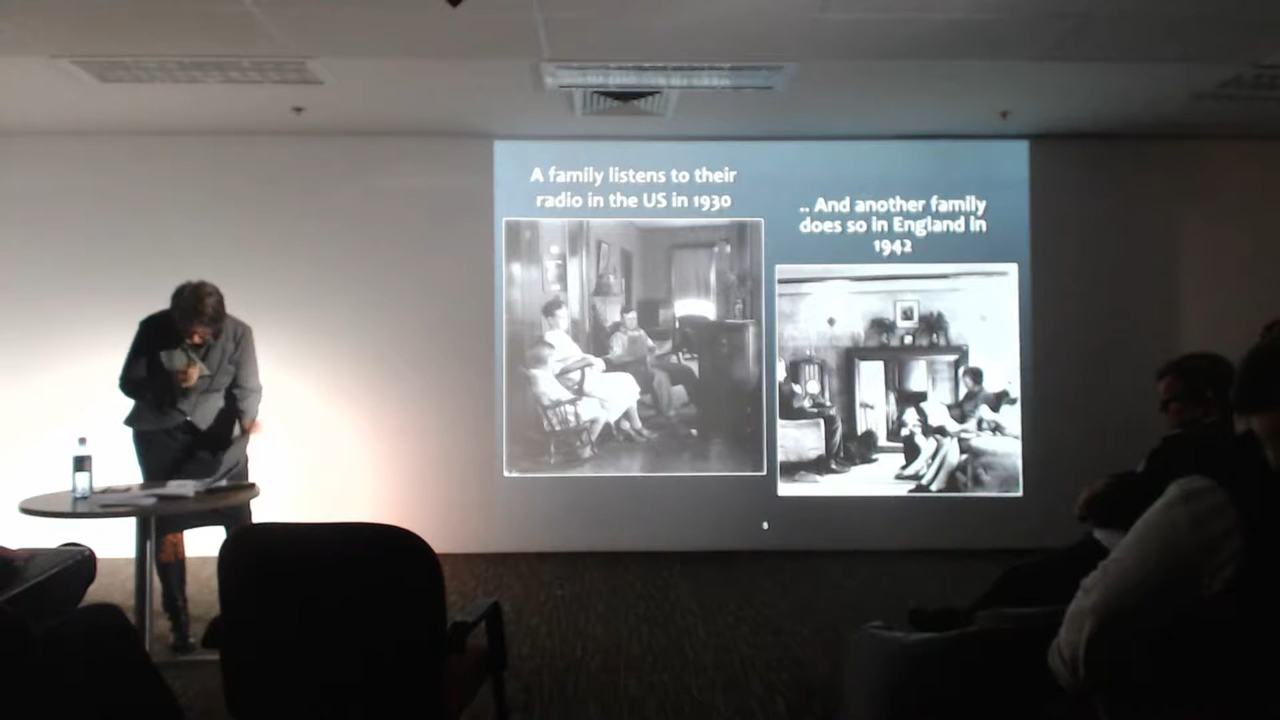 A family listens to their
radio in the US in 1930
.. And another family
does so in England in
1942